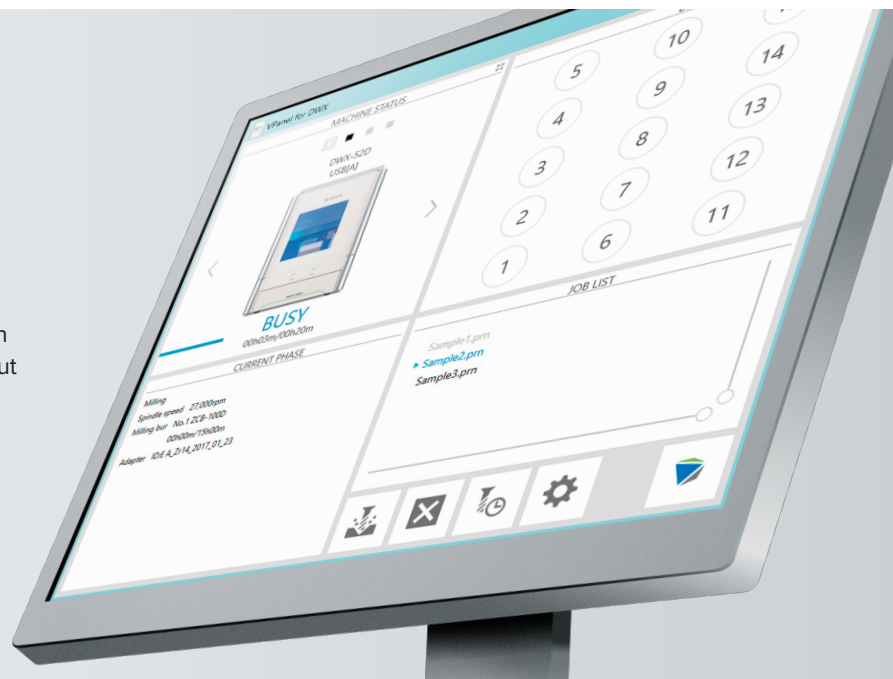 VPanel for DWX
MACHINE STATUS
DWX-52D
USB[A]
BUSY
00h03m/00h20m
CURRENT PHASE
Milling
Spindle speed 27,000rpm
Milling bur No.1 ZCB-100D
00h00m/15h00m
Adapter ID:E A_Zr14_2017_01_23
5 10
4 9 14
3 8 13
2 7 12
1 6 11
JOB LIST
Sample1.prn
Sample2.prn
Sample3.prn